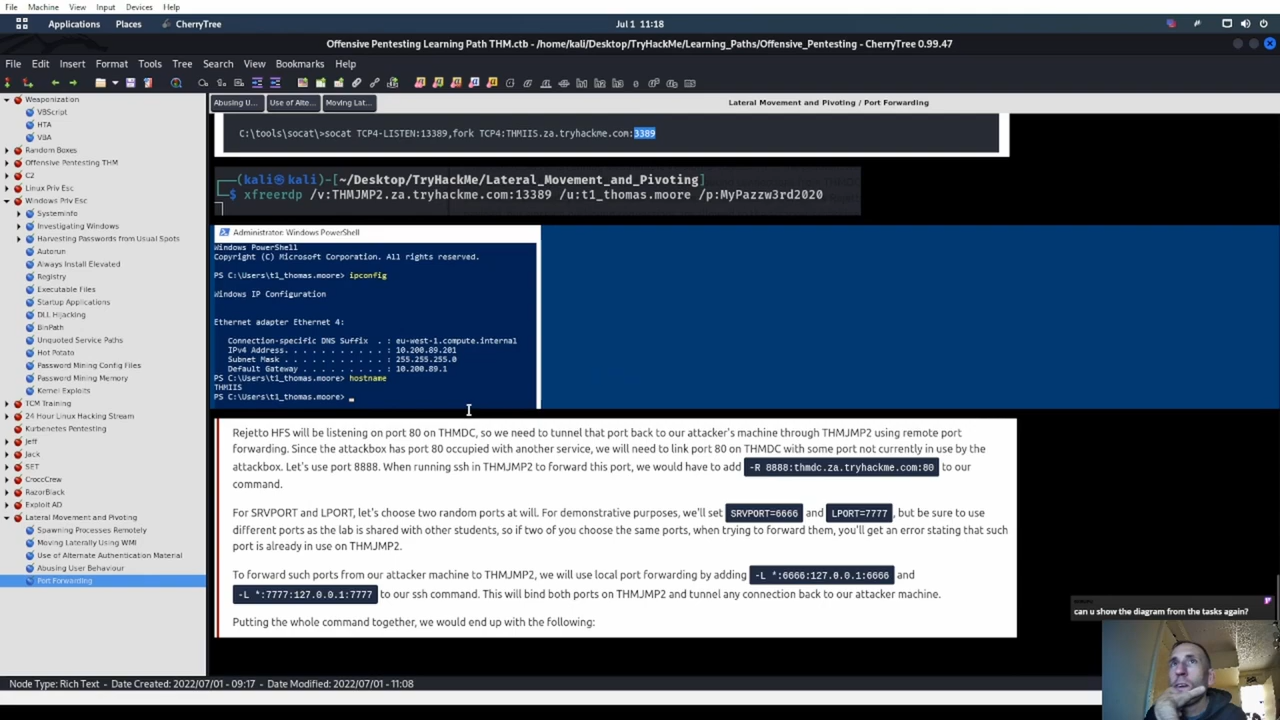 File Machine View Input Devices Help
Applications Places CherryTree Jul 1 11:18
Offensive Pentesting Learning Path THM.ctb - /home/kali/Desktop/TryHackMe/Learning_Paths/Offensive_Pentesting - CherryTree 0.99.47
File Edit Insert Format Tools Tree Search View Bookmarks Help
Weaponization
VBScript
HTA
VBA
Random Boxes
Offensive Pentesting THM
C2
Linux Priv Esc
Windows Priv Esc
Systeminfo
Investigating Windows
Harvesting Passwords from Usual Spots
Autorun
Always Install Elevated
Registry
Executable Files
Startup Applications
DLL Hijacking
BinPath
Unquoted Service Paths
Hot Potato
Password Mining Config Files
Password Mining Memory
Kernel Exploits
TCM Training
24 Hour Linux Hacking Stream
Kubernetes Pentesting
Jeff
Jack
SET
CrocCrew
RazorBlack
Exploit AD
Lateral Movement and Pivoting
Spawning Processes Remotely
Moving Laterally Using WMI
Use of Alternate Authentication Material
Abusing User Behaviour
Port Forwarding
Abusing U... Use of Alte... Moving Lat... Lateral Movement and Pivoting / Port Forwarding
C:\tools\socat\>socat TCP4-LISTEN:13389,fork TCP4:THMIIS.za.tryhackme.com:3389
(kali㉿kali)-[~/Desktop/TryHackMe/Lateral_Movement_and_Pivoting]
$ xfreerdp /v:THMJMP2.za.tryhackme.com:13389 /u:t1_thomas.moore /p:MyPazzw3rd2020
Administrator: Windows PowerShell
Windows PowerShell
Copyright (C) Microsoft Corporation. All rights reserved.
PS C:\Users\t1_thomas.moore> ipconfig
Windows IP Configuration
Ethernet adapter Ethernet 4:
Connection-specific DNS Suffix . : eu-west-1.compute.internal
IPv4 Address. . . . . . . . . . . : 10.200.89.201
Subnet Mask . . . . . . . . . . . : 255.255.255.0
Default Gateway . . . . . . . . . : 10.200.89.1
PS C:\Users\t1_thomas.moore> hostname
THMIIS
PS C:\Users\t1_thomas.moore> _
Rejetto HFS will be listening on port 80 on THMDC, so we need to tunnel that port back to our attacker's machine through THMJMP2 using remote port
forwarding. Since the attackbox has port 80 occupied with another service, we will need to link port 80 on THMDC with some port not currently in use by the
attackbox. Let's use port 8888. When running ssh in THMJMP2 to forward this port, we would have to add -R 8888:thmdc.za.tryhackme.com:80 to our
command.
For SRVPORT and LPORT, let's choose two random ports at will. For demonstrative purposes, we'll set SRVPORT=6666 and LPORT=7777, but be sure to use
different ports as the lab is shared with other students, so if two of you choose the same ports, when trying to forward them, you'll get an error stating that such
port is already in use on THMJMP2.
To forward such ports from our attacker machine to THMJMP2, we will use local port forwarding by adding -L *:6666:127.0.0.1:6666 and
-L *:7777:127.0.0.1:7777 to our ssh command. This will bind both ports on THMJMP2 and tunnel any connection back to our attacker machine.
Putting the whole command together, we would end up with the following:
can u show the diagram from the tasks again?
Node Type: Rich Text - Date Created: 2022/07/01 - 09:17 - Date Modified: 2022/07/01 - 11:08